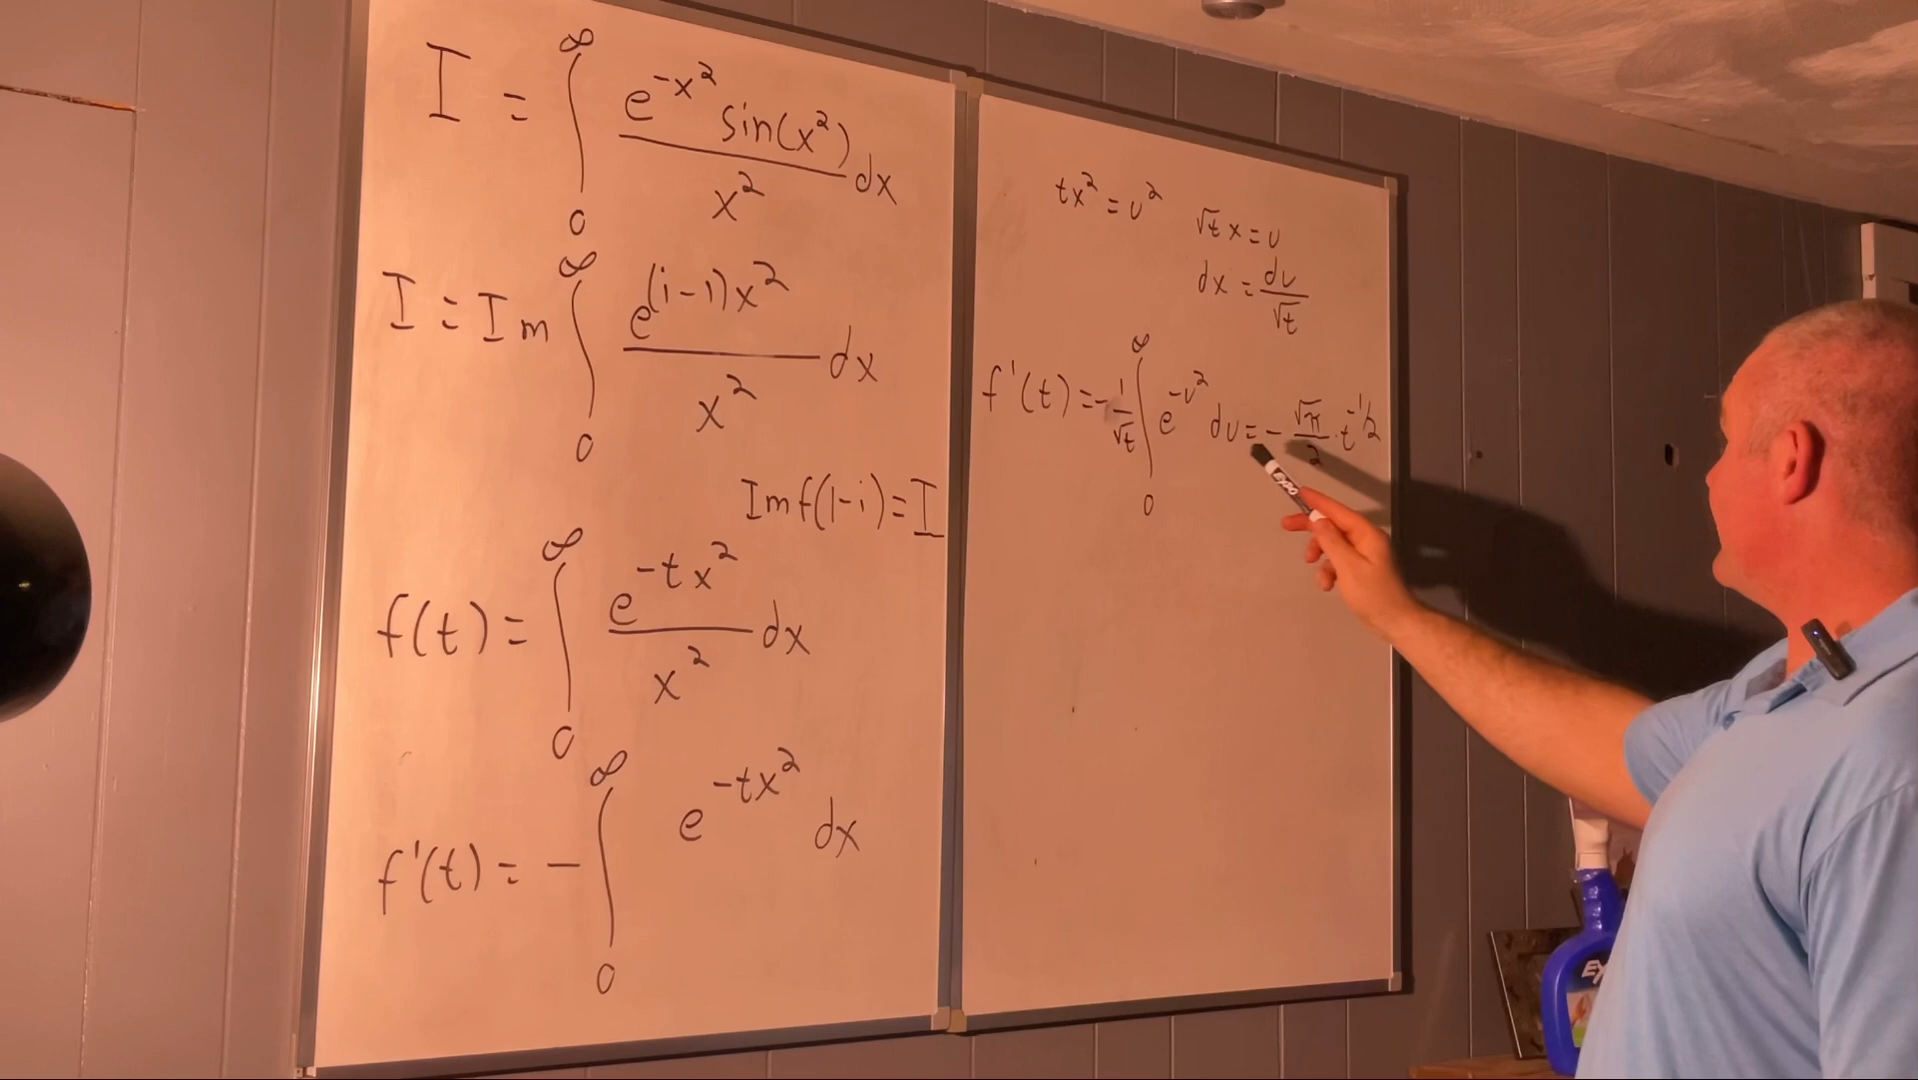 I = ∫₀^∞ e^{-x²} sin(x²) / x² dx
I = Im ∫₀^∞ e^{(i-1)x²} / x² dx
Im f(1-i) = I
f(t) = ∫₀^∞ e^{-tx²} / x² dx
f'(t) = - ∫₀^∞ e^{-tx²} dx
tx² = u²
√t x = u
dx = du / √t
f'(t) = - 1/√t ∫₀^∞ e^{-u²} du = - √π / 2 · t^{-1/2}
EXPO